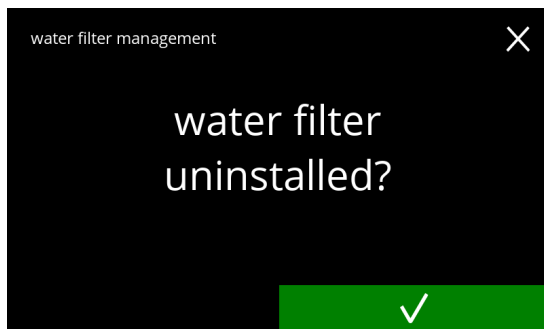 water filter management
water filter
uninstalled?